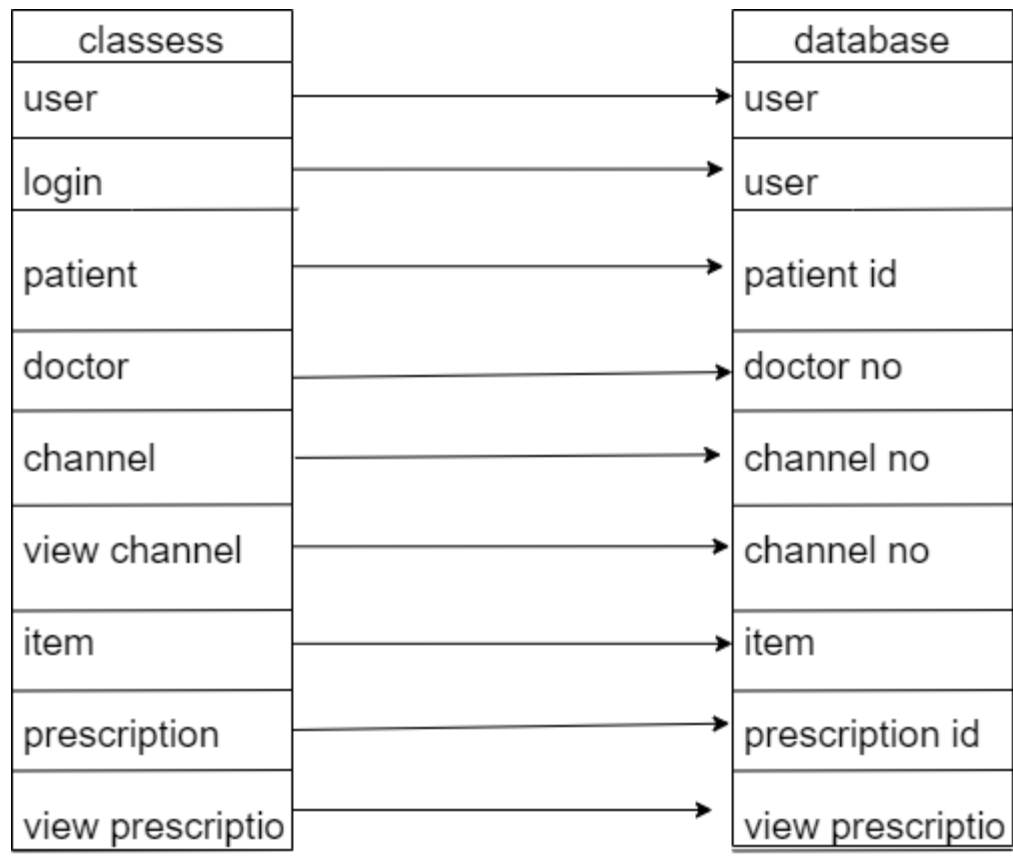 classess
database
user
user
login
user
patient
patient id
doctor
doctor no
channel
channel no
view channel
channel no
item
item
prescription
prescription id
view prescriptio
view prescriptio